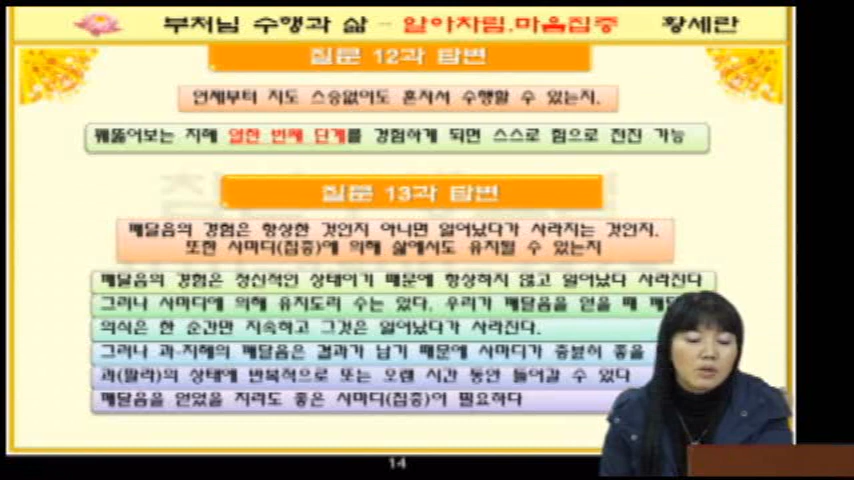 부처님 수행과 삶 - 알아차림.마음집중 황세란
질문 12과 답변
언제부터 지도 스승없이도 혼자서 수행할 수 있는지.
꿰뚫어보는 지혜 열한 번째 단계를 경험하게 되면 스스로 힘으로 전진 가능
질문 13과 답변
깨달음의 경험은 항상한 것인지 아니면 일어났다가 사라지는 것인지.
또한 사마디(집중)에 의해 삶에서도 유지될 수 있는지
깨달음의 경험은 정신적인 상태이기 때문에 항상하지 않고 일어났다 사라진다
그러나 사마디에 의해 유지도리 수는 있다. 우리가 깨달음을 얻을 때
의식은 한 순간만 지속하고 그것은 일어났다가 사라진다.
그러나 과-지혜의 깨달음은 결과가 남기 때문에 사마디가 충분히 좋을
과(팔라)의 상태에 반복적으로 또는 오랜 시간 동안 들어갈 수 있다
깨달음을 얻었을 지라도 좋은 사마디(집중)이 필요하다
14